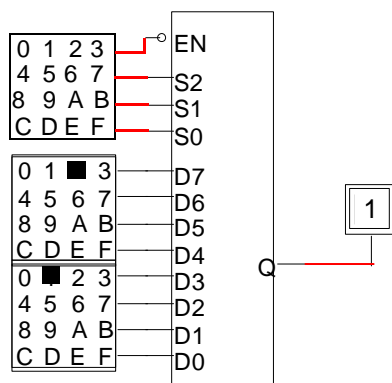 0 1 2 3
4 5 6 7
8 9 A B
C D E F
EN
S2
S1
S0
0 1 3
4 5 6 7
8 9 A B
C D E F
D7
D6
D5
D4
0 2 3
4 5 6 7
8 9 A B
C D E F
D3
D2
D1
D0
Q
1